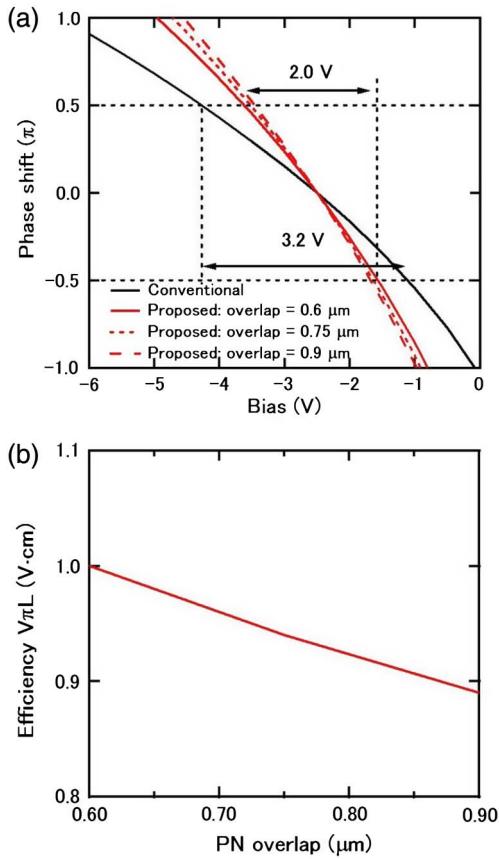 (a)
1.0
0.5
0.0
−0.5
−1.0
Phase shift (π)
2.0 V
3.2 V
Conventional
Proposed: overlap = 0.6 μm
Proposed: overlap = 0.75 μm
Proposed: overlap = 0.9 μm
−6 −5 −4 −3 −2 −1 0
Bias (V)
(b)
1.1
1.0
0.9
0.8
Efficiency VπL (V·cm)
0.60 0.70 0.80 0.90
PN overlap (μm)